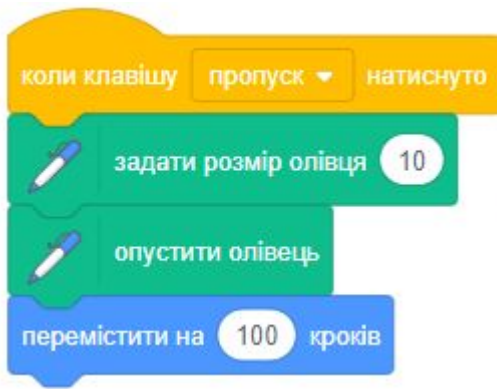 коли клавішу пропуск натиснуто
задати розмір олівця 10
опустити олівець
перемістити на 100 кроків